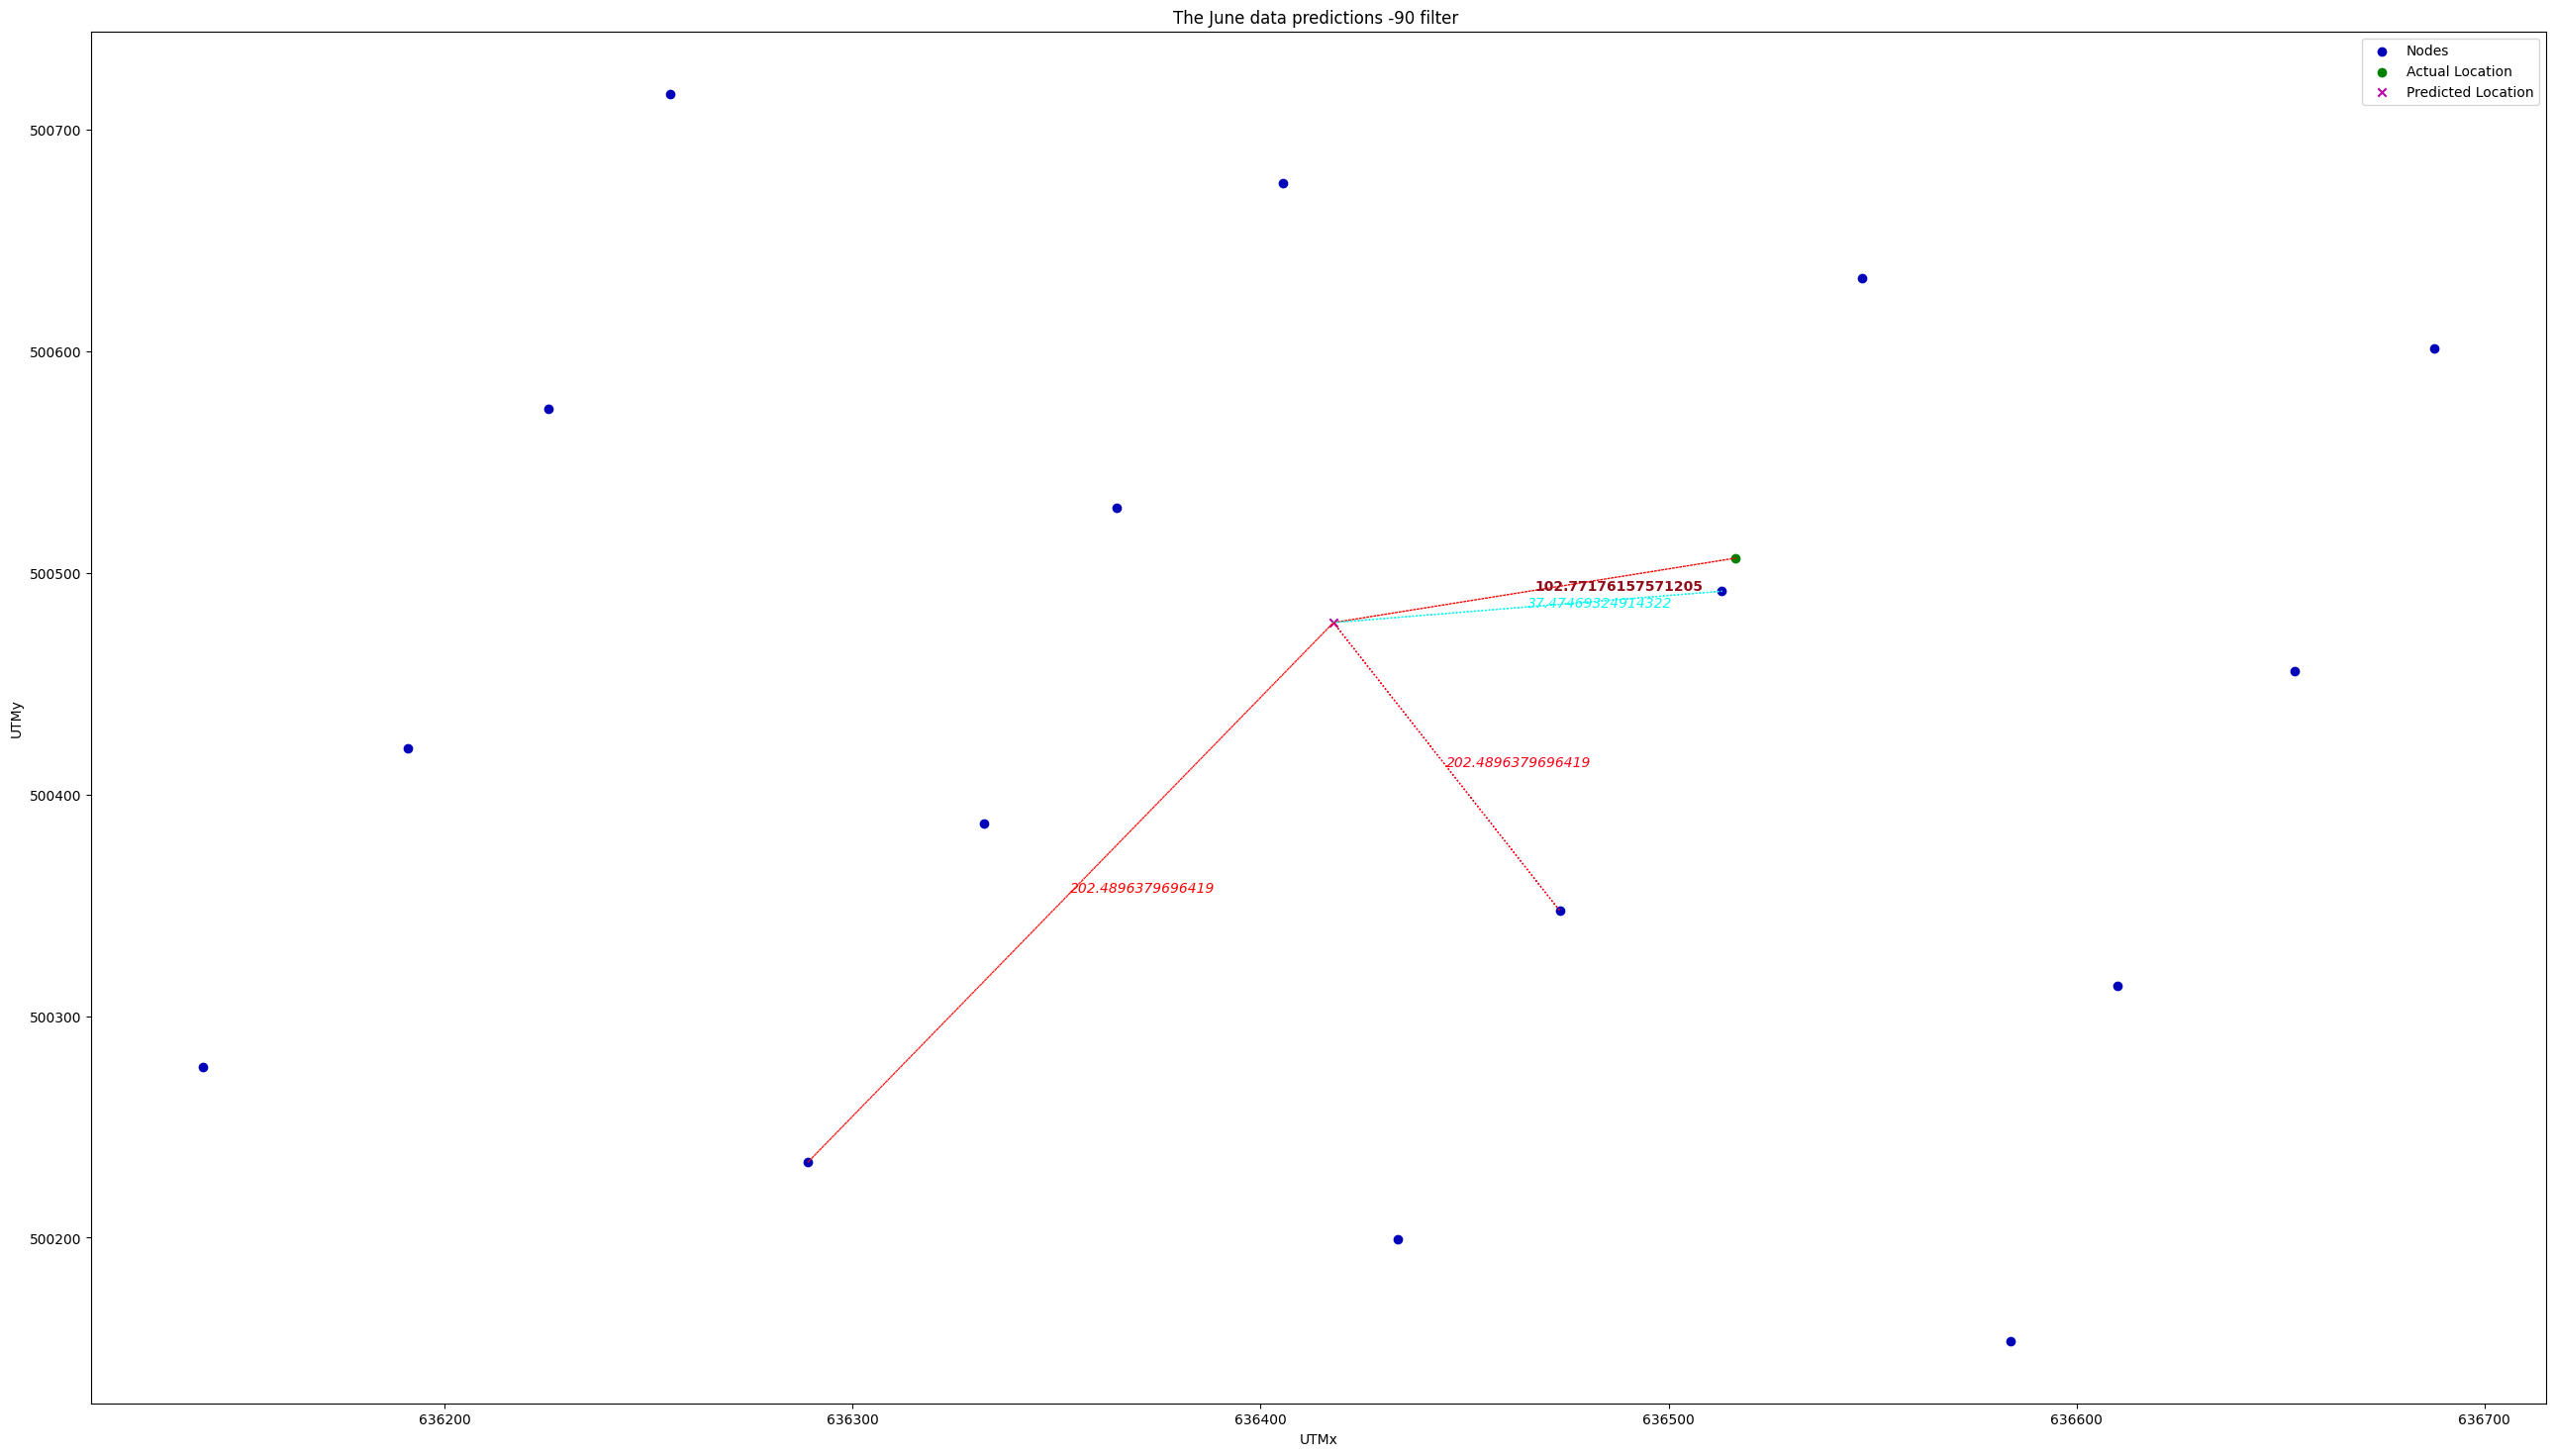 The June data predictions -90 filter
Nodes
Actual Location
Predicted Location
500700
500600
500500
500400
500300
500200
UTMy
102.77176157571205
37.47469324914322
202.4896379696419
202.4896379696419
636200
636300
636400
636500
636600
636700
UTMx